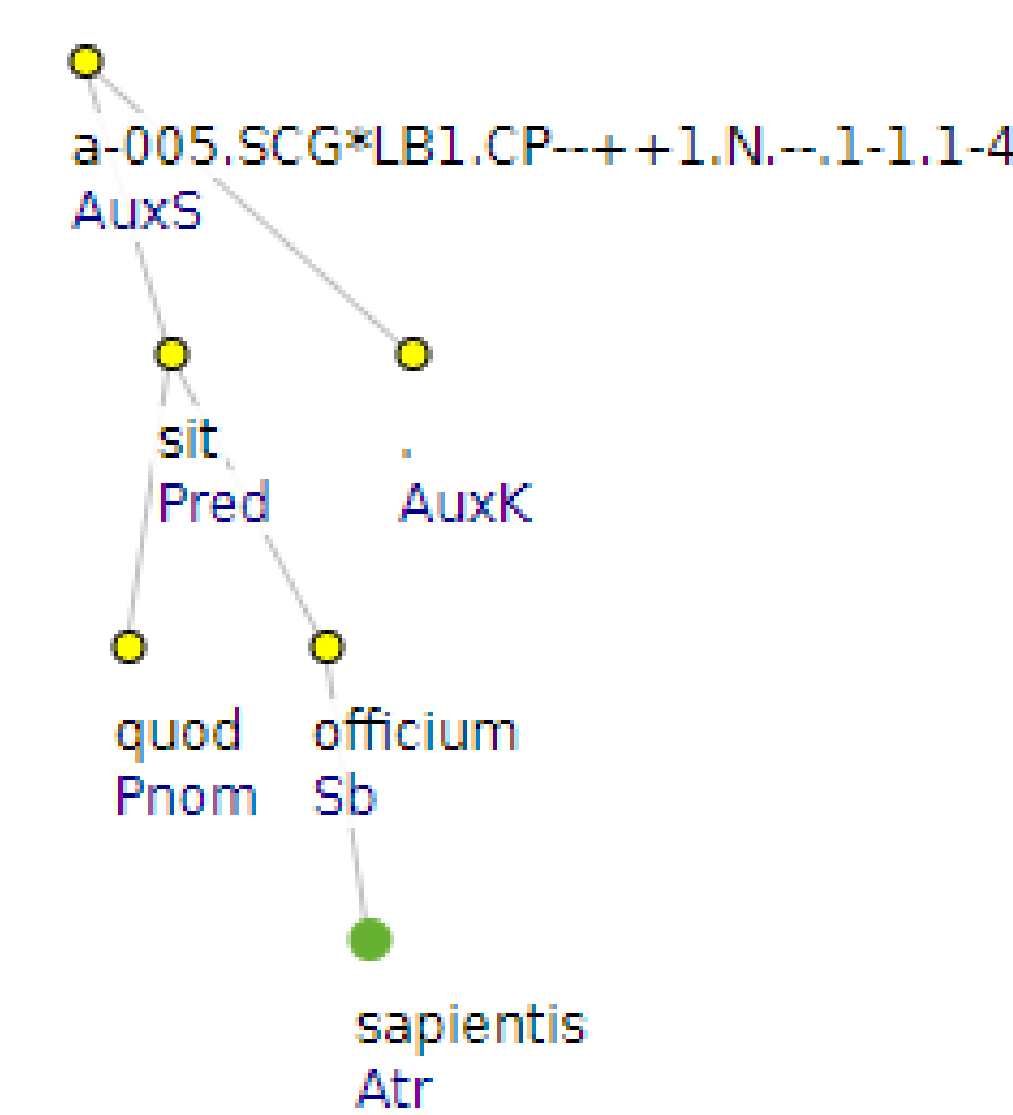 a-005.SCG*LB1.CP--++1.N.--.1-1.1-4
AuxS
sit .
Pred AuxK
quod officium
Pnom Sb
sapientis
Atr